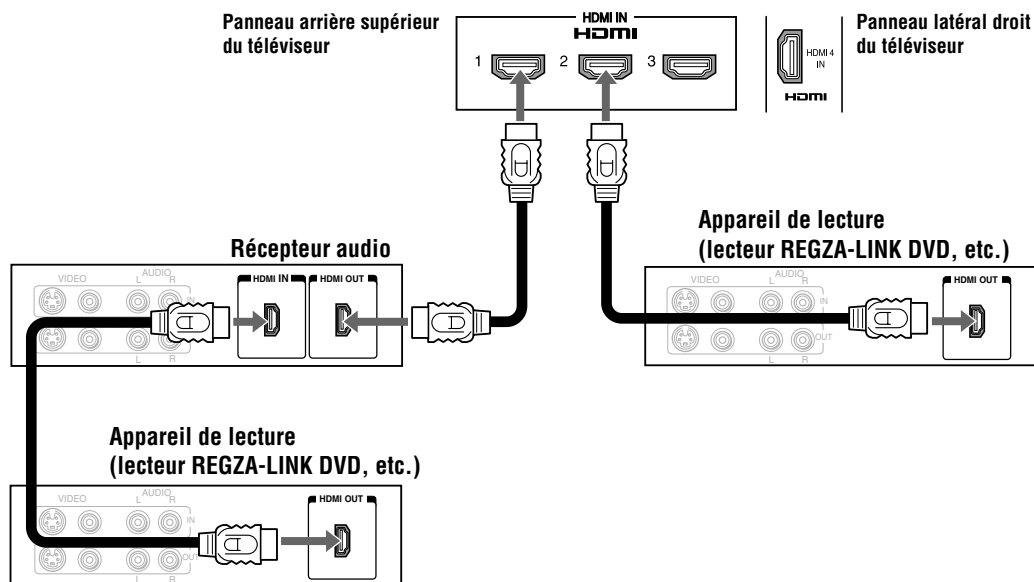 Panneau arrière supérieur
du téléviseur
HDMI IN
HDMI
1
2
3
HDMI 4
IN
HDMI
Panneau latéral droit
du téléviseur
Récepteur audio
VIDEO
AUDIO
L
R
IN
HDMI IN
HDMI OUT
L
R
Appareil de lecture
(lecteur REGZA-LINK DVD, etc.)
VIDEO
AUDIO
L
R
IN
OUT
L
R
HDMI OUT
Appareil de lecture
(lecteur REGZA-LINK DVD, etc.)
VIDEO
AUDIO
L
R
IN
OUT
L
R
HDMI OUT